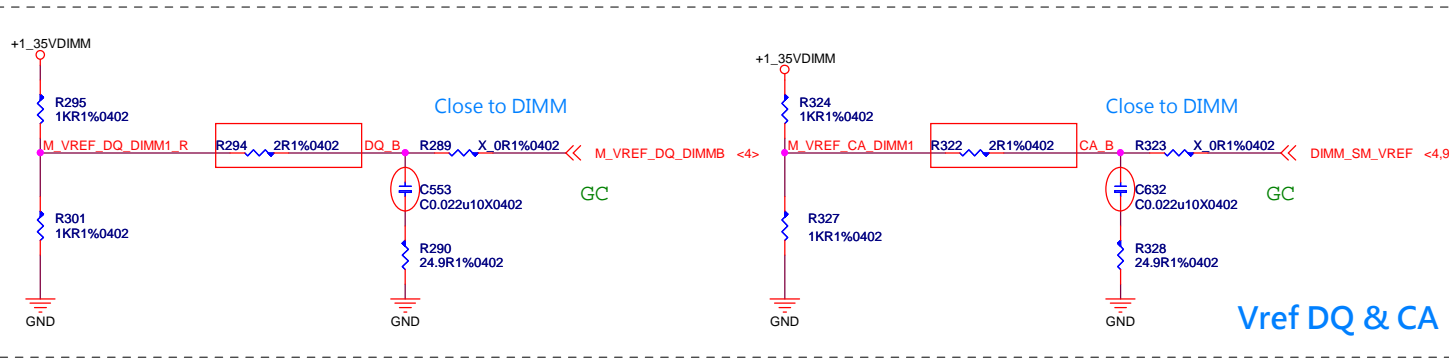 +1_35VDIMM
R295
1KR1%0402
Close to DIMM
M_VREF_DQ_DIMM1_R
R294
2R1%0402
DQ_B
R289
X_0R1%0402
M_VREF_DQ_DIMMB <4>
C553
C0.022u10X0402
GC
R301
1KR1%0402
R290
24.9R1%0402
GND
GND
+1_35VDIMM
R324
1KR1%0402
Close to DIMM
M_VREF_CA_DIMM1
R322
2R1%0402
CA_B
R323
X_0R1%0402
DIMM_SM_VREF <4,9
C632
C0.022u10X0402
GC
R327
1KR1%0402
R328
24.9R1%0402
GND
GND
Vref DQ & CA